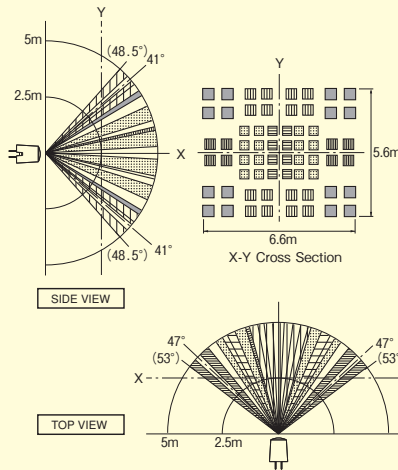 Y
5m
(48.5°)
41°
2.5m
X
(48.5°)
41°
SIDE VIEW
Y
5.6m
6.6m
X-Y Cross Section
47°
(53°)
47°
(53°)
X
TOP VIEW
5m
2.5m